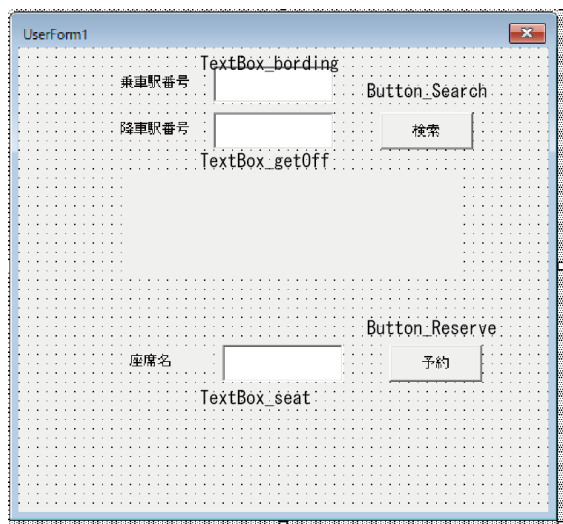 UserForm1
TextBox_bording
乗車駅番号
Button_Search
降車駅番号
検索
TextBox_getOff
Button_Reserve
座席名
予約
TextBox_seat